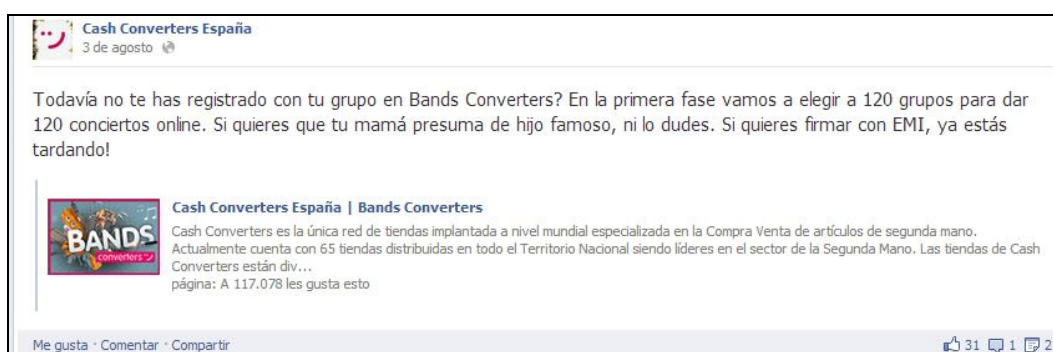 Cash Converters España
3 de agosto
Todavía no te has registrado con tu grupo en Bands Converters? En la primera fase vamos a elegir a 120 grupos para dar
120 conciertos online. Si quieres que tu mamá presuma de hijo famoso, ni lo dudes. Si quieres firmar con EMI, ya estás
tardando!
BANDS
converters
Cash Converters España | Bands Converters
Cash Converters es la única red de tiendas implantada a nivel mundial especializada en la Compra Venta de artículos de segunda mano.
Actualmente cuenta con 65 tiendas distribuidas en todo el Territorio Nacional siendo líderes en el sector de la Segunda Mano. Las tiendas de Cash
Converters están div...
página: A 117.078 les gusta esto
Me gusta · Comentar · Compartir 31 1 2